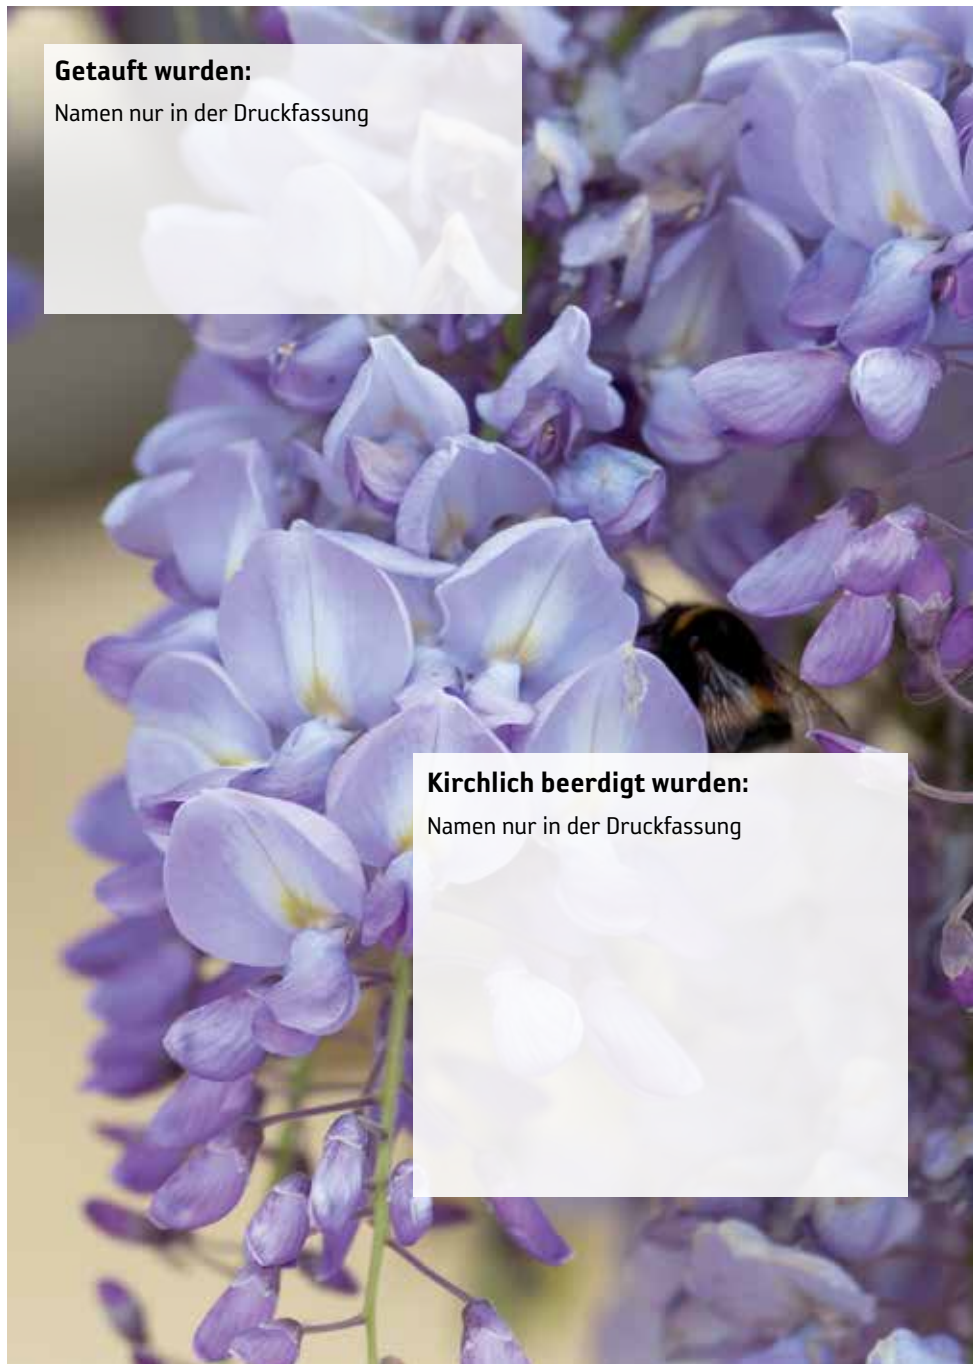 Getauft wurden:
Namen nur in der Druckfassung
Kirchlich beerdigt wurden:
Namen nur in der Druckfassung